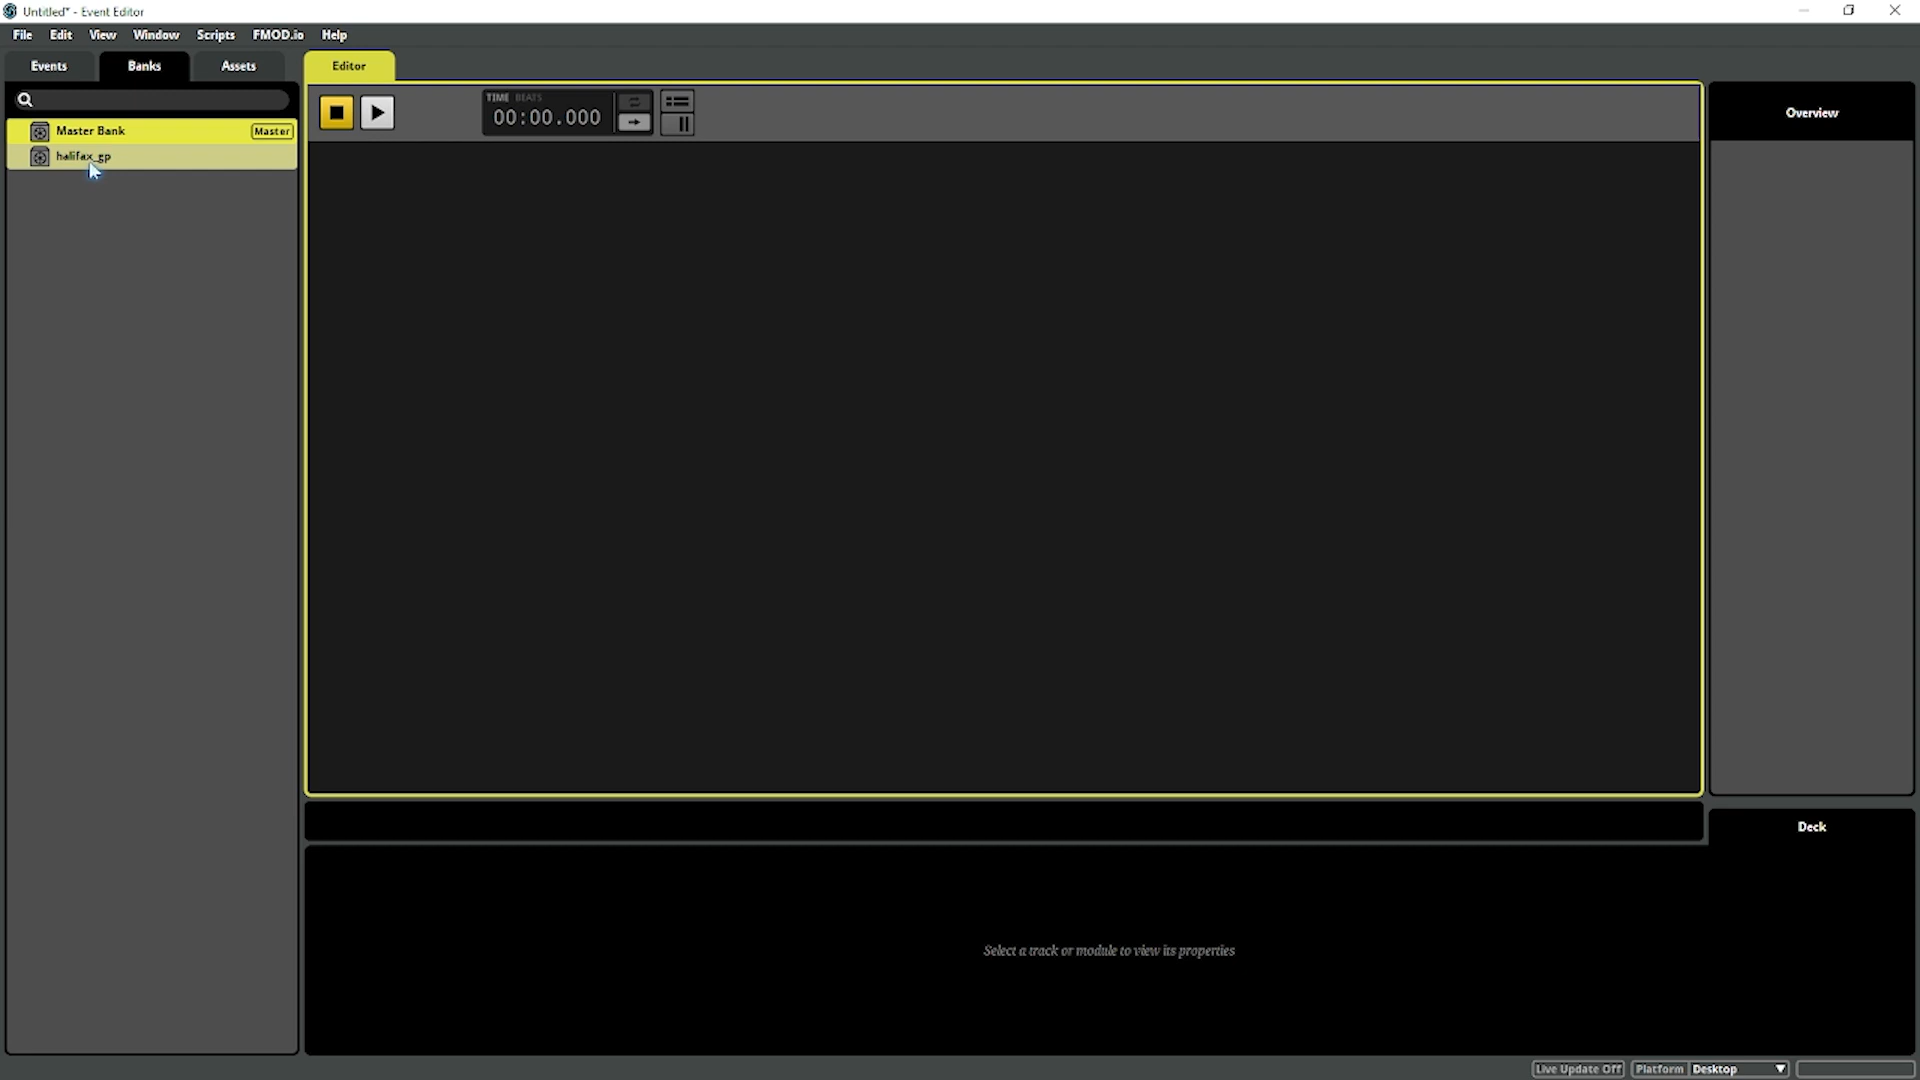 Untitled* - Event Editor
File Edit View Window Scripts FMOD.io Help
Events Banks Assets Editor
TIME BEATS
00:00.000
Overview
Master Bank Master
halifax_gp
Deck
Select a track or module to view its properties
Live Update Off Platform Desktop